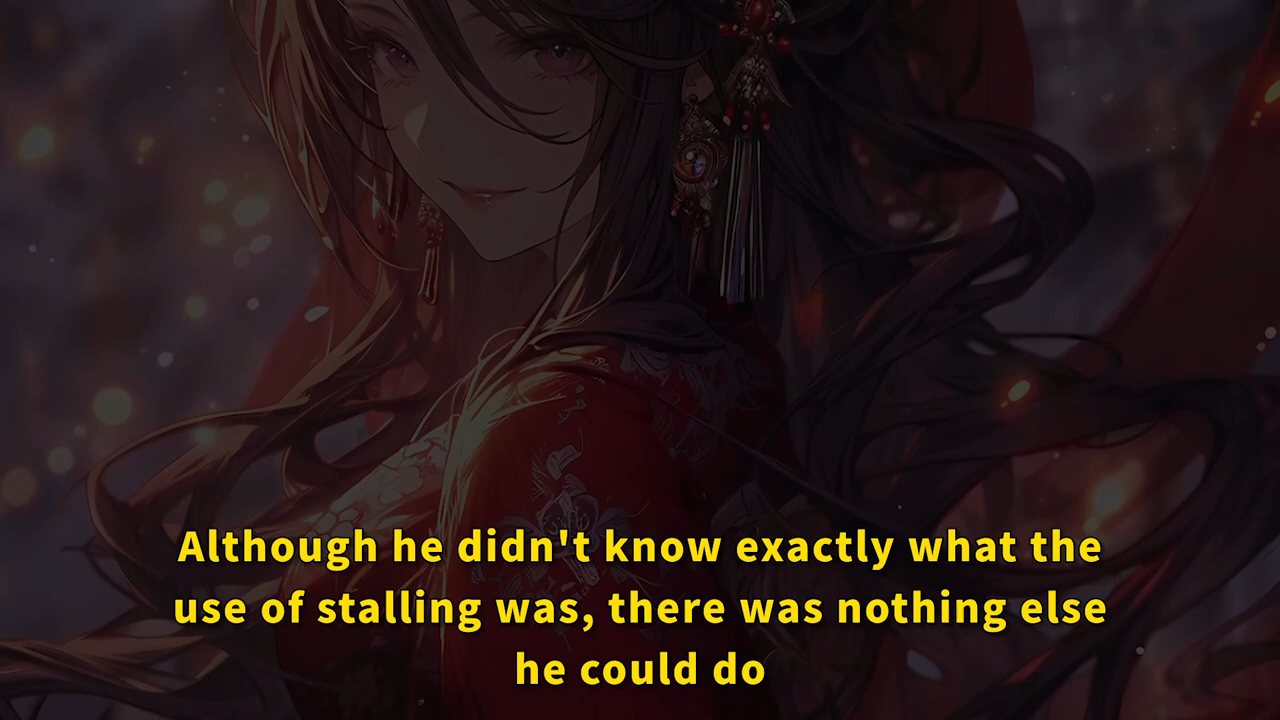 Although he didn't know exactly what the
use of stalling was, there was nothing else
he could do